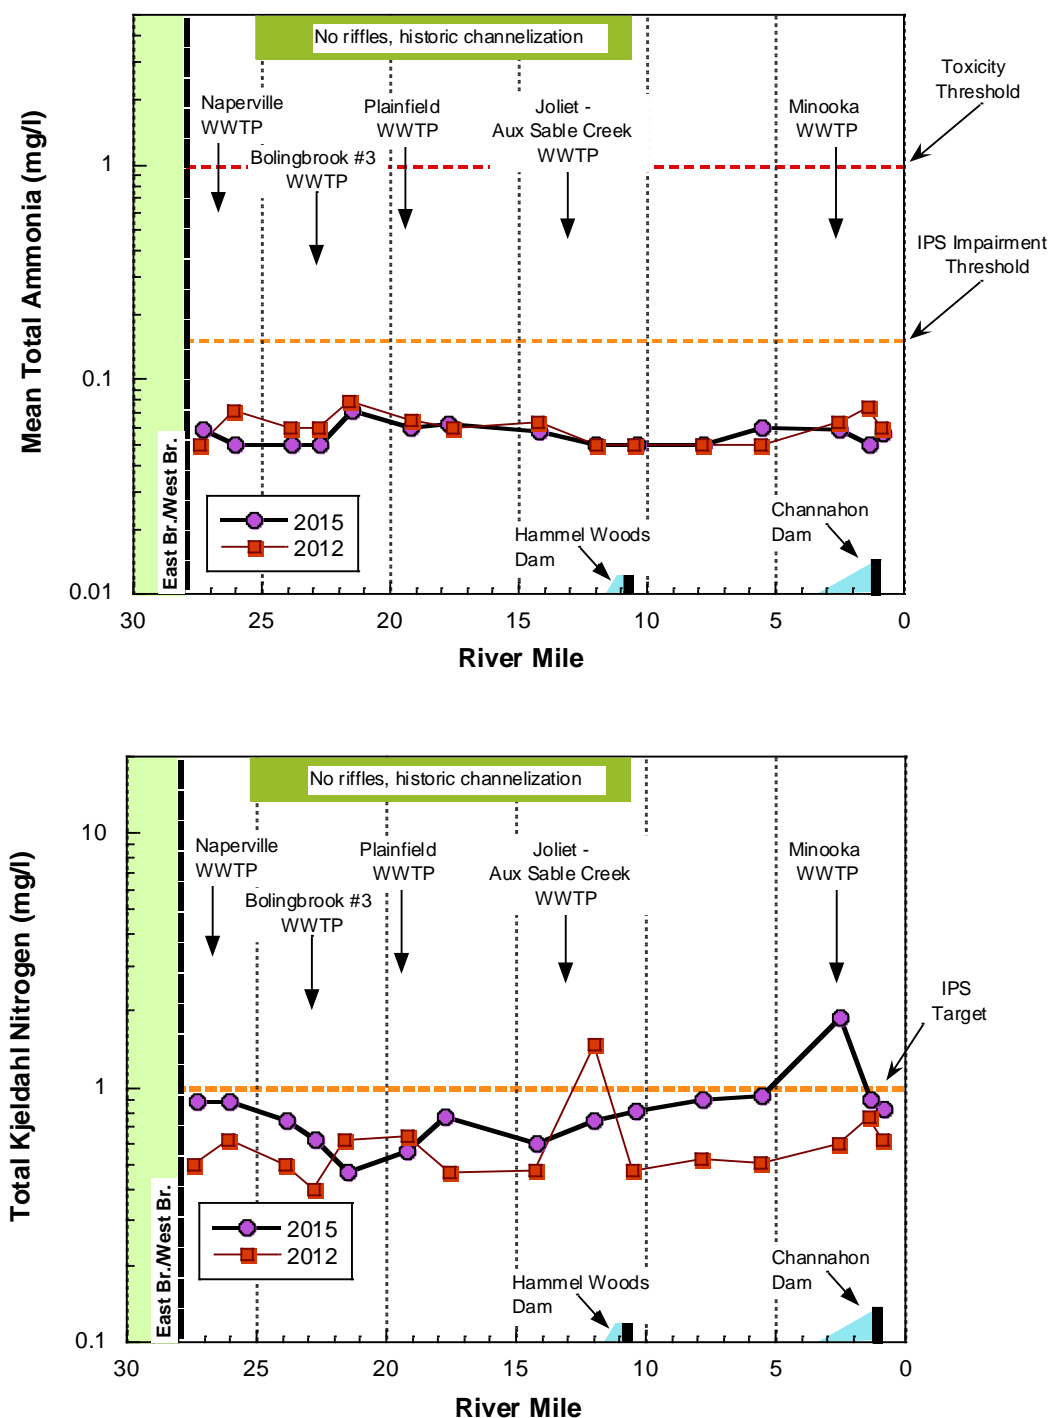 No riffles, historic channelization
Toxicity
Threshold
Naperville
WWTP
Plainfield
WWTP
Joliet -
Aux Sable Creek
WWTP
Minooka
WWTP
Bolingbrook #3
WWTP
IPS Impairment
Threshold
Mean Total Ammonia (mg/l)
1
0.1
0.01
East Br./West Br.
2015
2012
Hammel Woods
Dam
Channahon
Dam
30
25
20
15
10
5
0
River Mile
No riffles, historic channelization
Naperville
WWTP
Plainfield
WWTP
Joliet -
Aux Sable Creek
WWTP
Minooka
WWTP
Bolingbrook #3
WWTP
IPS
Target
Total Kjeldahl Nitrogen (mg/l)
10
1
0.1
East Br./West Br.
2015
2012
Hammel Woods
Dam
Channahon
Dam
30
25
20
15
10
5
0
River Mile